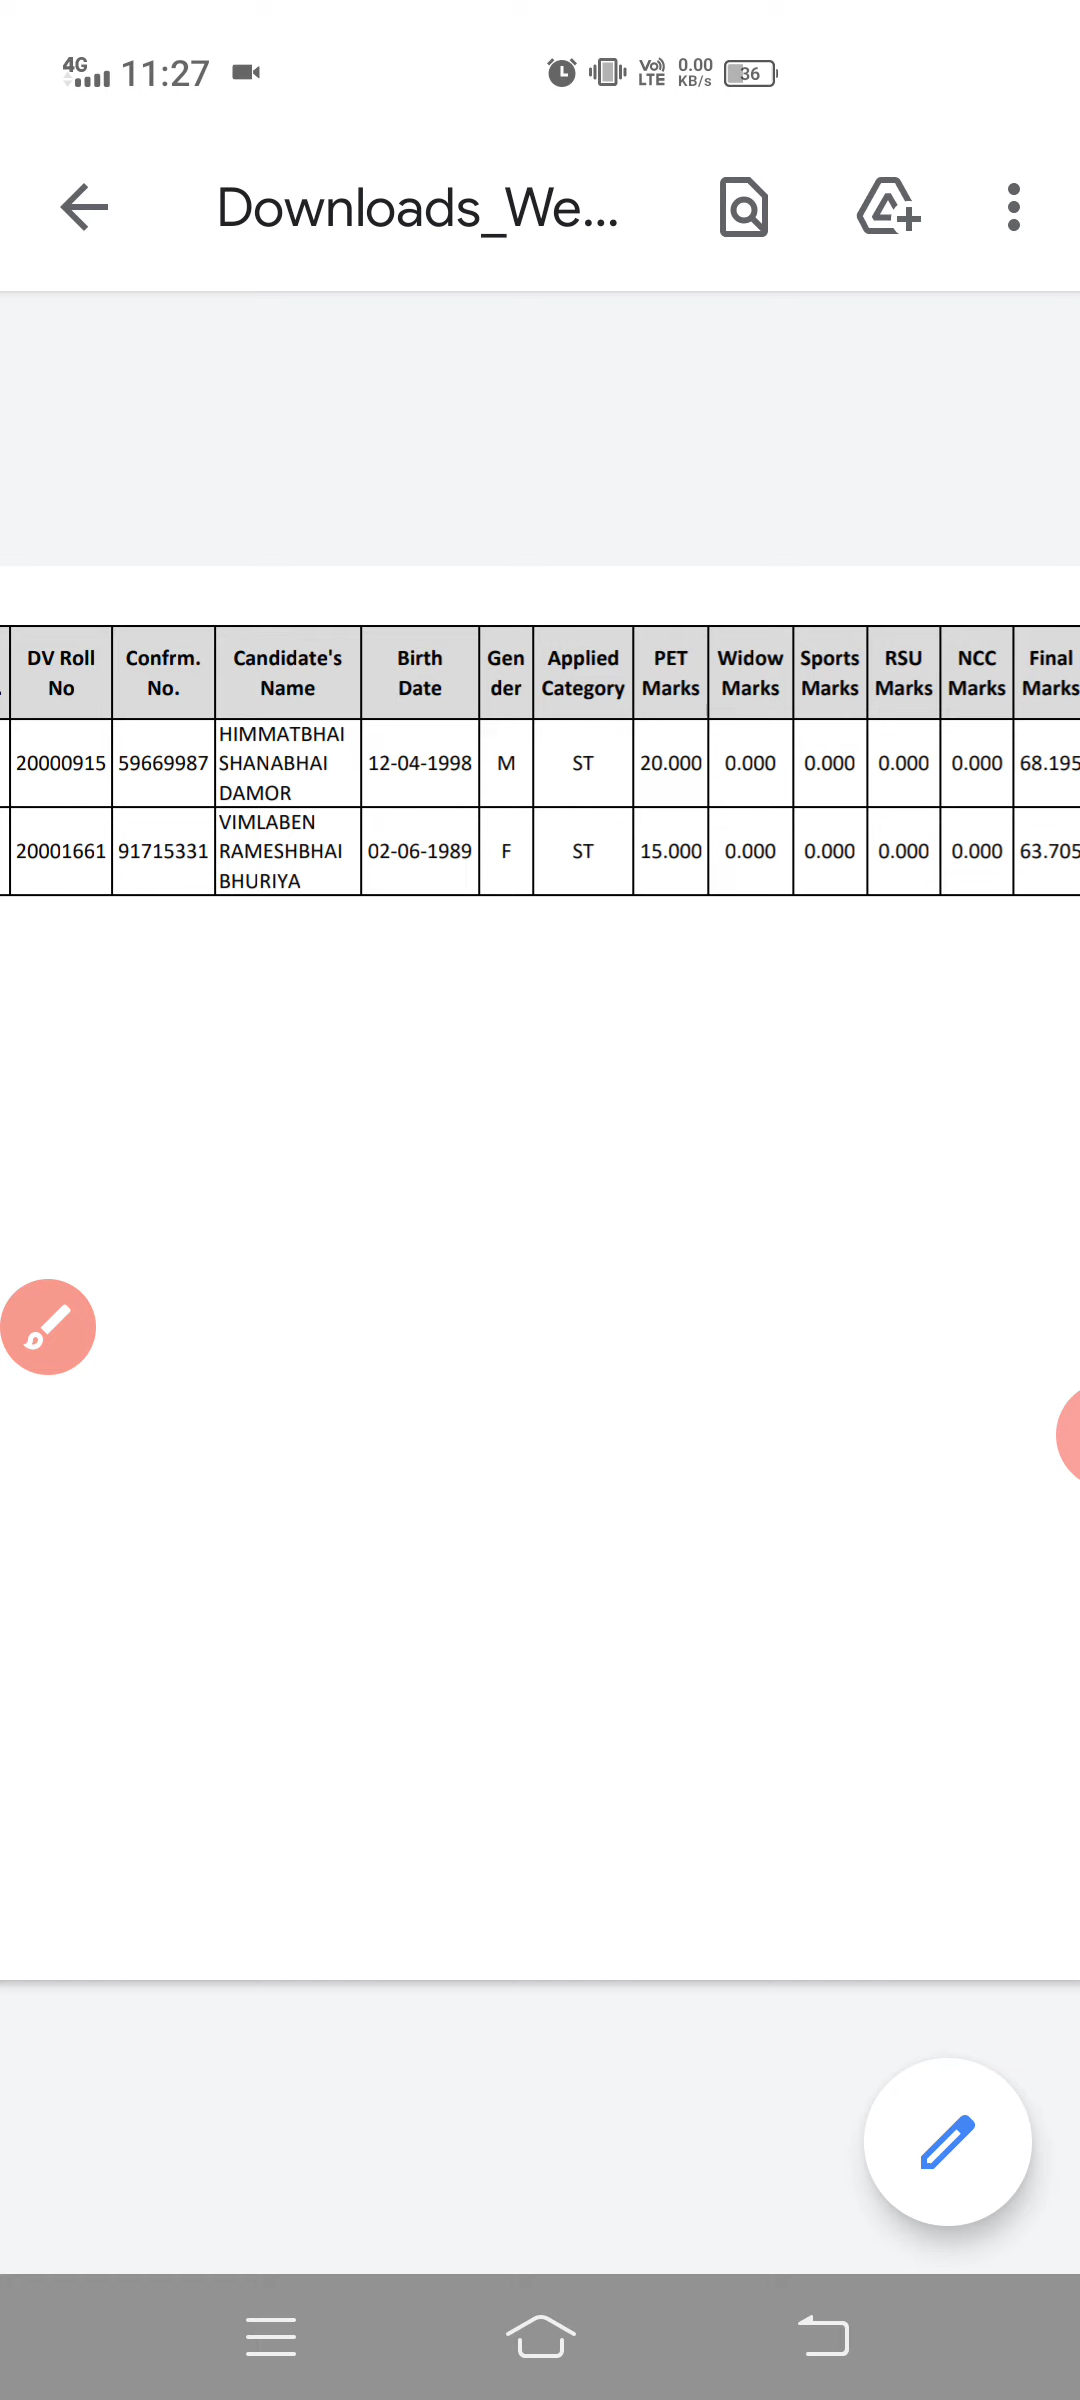 4G 11:27 Vo) LTE 0.00 KB/s 36
Downloads_We...
DV Roll No Confrm. No. Candidate's Name Birth Date Gen der Applied Category PET Marks Widow Marks Sports Marks RSU Marks NCC Marks Final Marks
20000915 59669987 HIMMATBHAI SHANABHAI DAMOR 12-04-1998 M ST 20.000 0.000 0.000 0.000 0.000 68.195
20001661 91715331 VIMLABEN RAMESHBHAI BHURIYA 02-06-1989 F ST 15.000 0.000 0.000 0.000 0.000 63.705